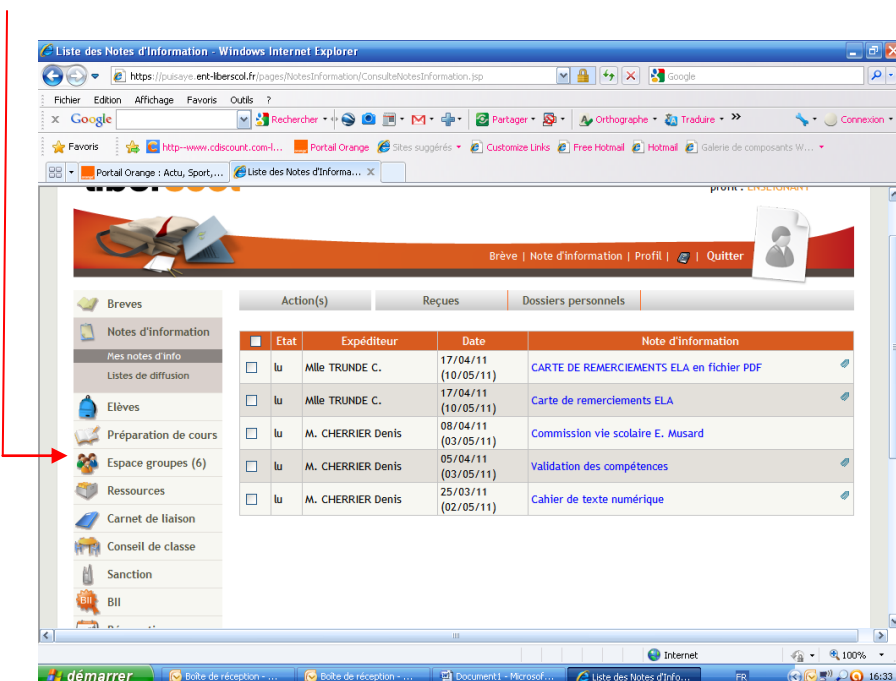 Liste des Notes d'Information - Windows Internet Explorer
https://puisaye.ent-liberscol.fr/pages/NotesInformation/ConsulteNotesInformation.jsp
Google
Fichier Edition Affichage Favoris Outils ?
x Google Rechercher Partager Orthographe Traduire » Connexion
Favoris http--www.cdiscount.com-l... Portail Orange Sites suggérés Customize Links Free Hotmail Hotmail Galerie de composants W...
Portail Orange : Actu, Sport,... Liste des Notes d'Informa... X
profil : ENSEIGNANT
Brève | Note d'information | Profil | | Quitter
Breves
Notes d'information
Mes notes d'info
Listes de diffusion
Elèves
Préparation de cours
Espace groupes (6)
Ressources
Carnet de liaison
Conseil de classe
Sanction
BII
Action(s) Reçues Dossiers personnels
Etat Expéditeur Date Note d'information
lu Mlle TRUNDE C. 17/04/11 (10/05/11) CARTE DE REMERCIEMENTS ELA en fichier PDF
lu Mlle TRUNDE C. 17/04/11 (10/05/11) Carte de remerciements ELA
lu M. CHERRIER Denis 08/04/11 (03/05/11) Commission vie scolaire E. Musard
lu M. CHERRIER Denis 05/04/11 (03/05/11) Validation des compétences
lu M. CHERRIER Denis 25/03/11 (02/05/11) Cahier de texte numérique
Internet 100%
démarrer Boîte de réception - ... Boîte de réception - ... Document1 - Microsof... Liste des Notes d'Info... FR 16:33